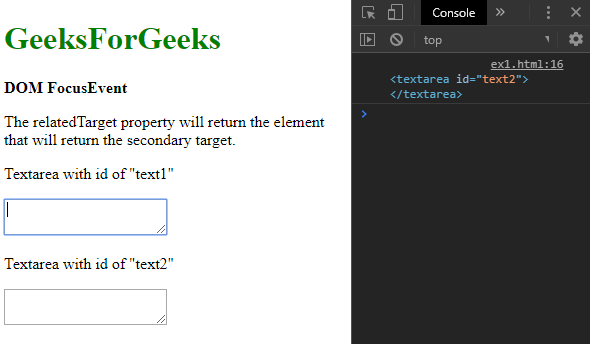 GeeksForGeeks
DOM FocusEvent
The relatedTarget property will return the element
that will return the secondary target.
Textarea with id of "text1"
Textarea with id of "text2"
Console
top
ex1.html:16
<textarea id="text2">
</textarea>